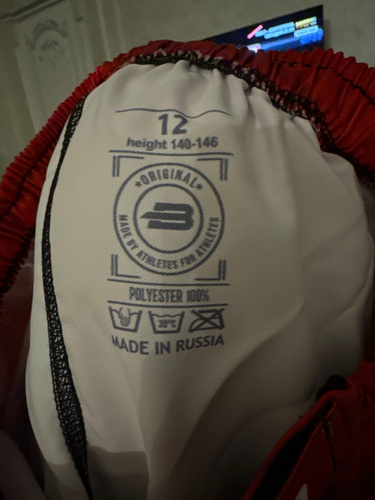 12
height 140-146
★ORIGINAL★
MADE BY ATHLETES FOR ATHLETES
POLYESTER 100%
30°C
MADE IN RUSSIA